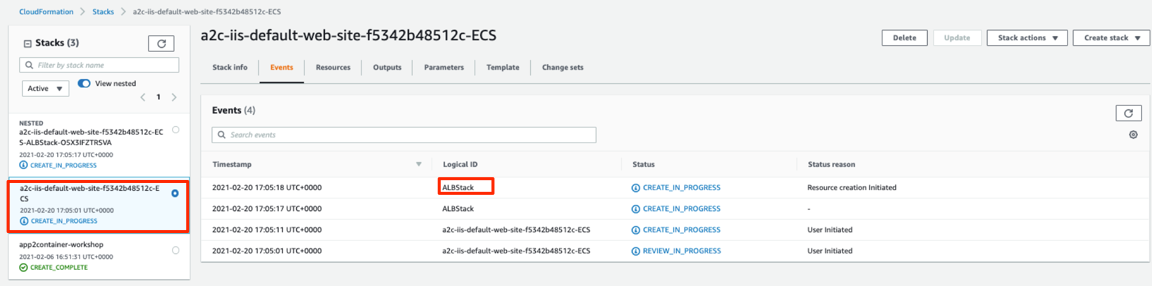 CloudFormation > Stacks > a2c-iis-default-web-site-f5342b48512c-ECS
Stacks (3)
Filter by stack name
Active
View nested
1
NESTED
a2c-iis-default-web-site-f5342b48512c-EC
S-ALBStack-O5X3IFZTRSVA
2021-02-20 17:05:17 UTC+0000
CREATE_IN_PROGRESS
a2c-iis-default-web-site-f5342b48512c-E
CS
2021-02-20 17:05:01 UTC+0000
CREATE_IN_PROGRESS
app2container-workshop
2021-02-06 16:51:31 UTC+0000
CREATE_COMPLETE
a2c-iis-default-web-site-f5342b48512c-ECS
Delete Update Stack actions Create stack
Stack info Events Resources Outputs Parameters Template Change sets
Events (4)
Search events
Timestamp Logical ID Status Status reason
2021-02-20 17:05:18 UTC+0000 ALBStack CREATE_IN_PROGRESS Resource creation Initiated
2021-02-20 17:05:17 UTC+0000 ALBStack CREATE_IN_PROGRESS -
2021-02-20 17:05:11 UTC+0000 a2c-iis-default-web-site-f5342b48512c-ECS CREATE_IN_PROGRESS User Initiated
2021-02-20 17:05:01 UTC+0000 a2c-iis-default-web-site-f5342b48512c-ECS REVIEW_IN_PROGRESS User Initiated